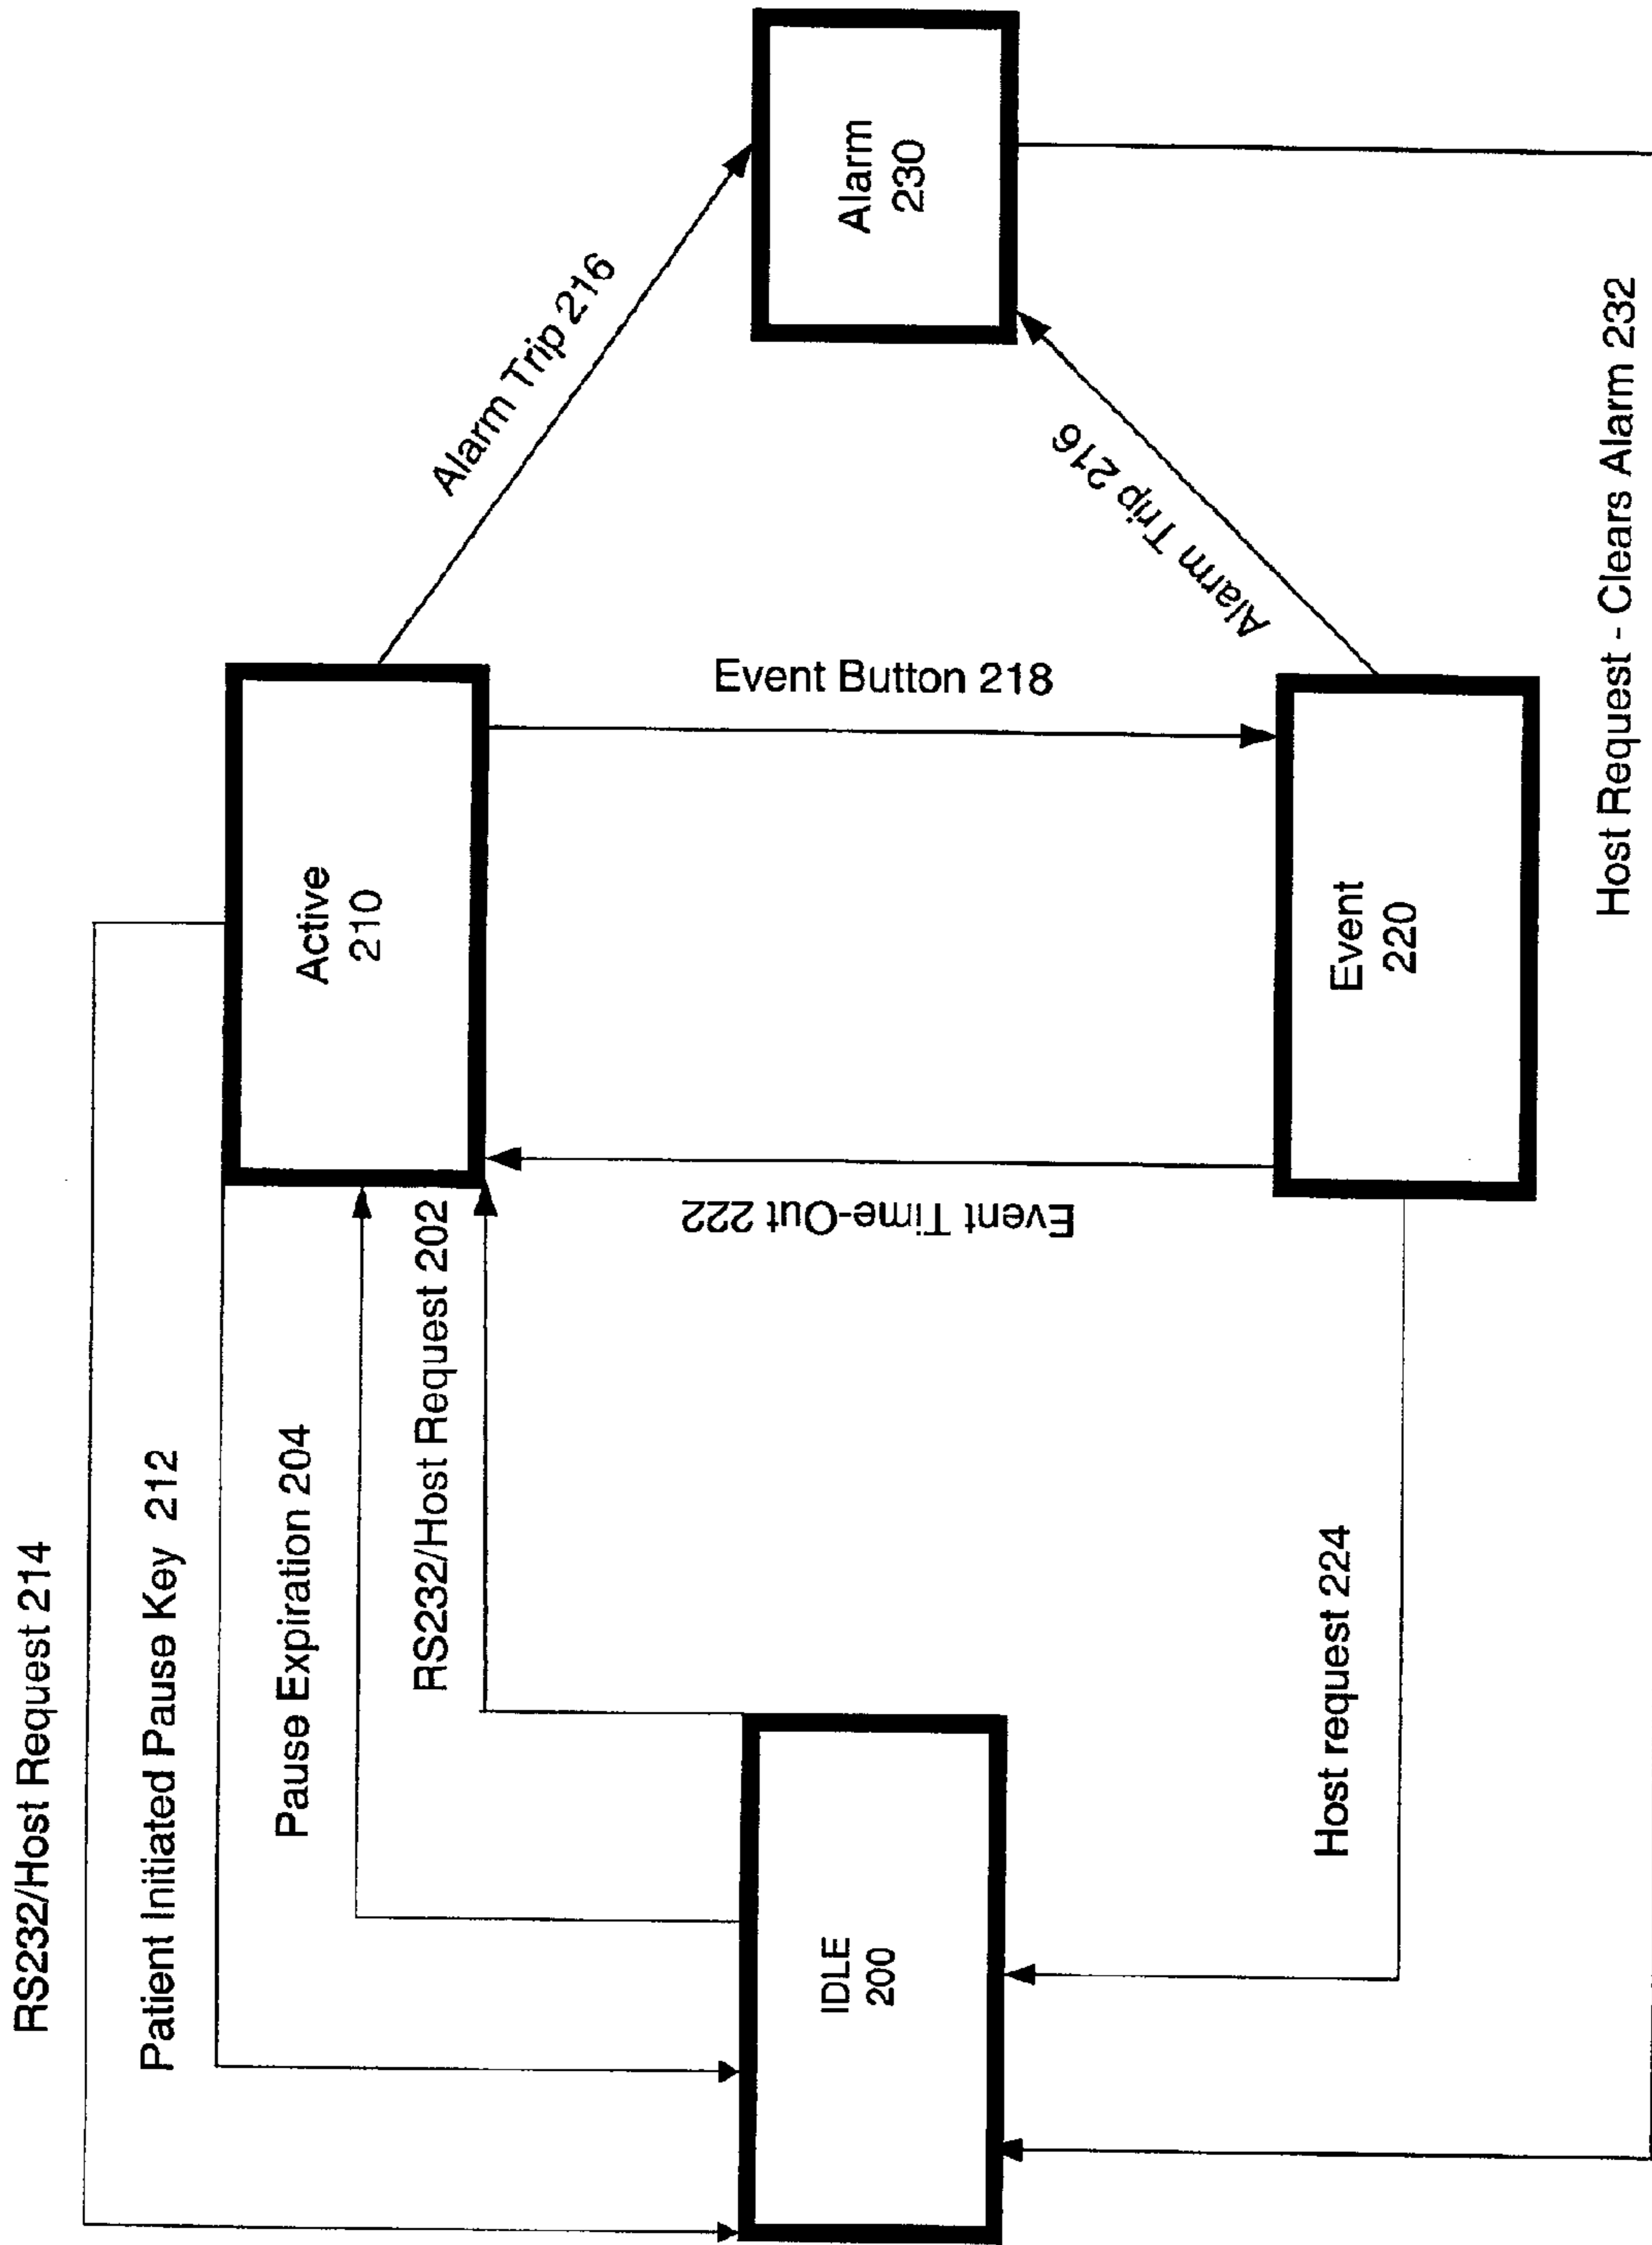 RS232/Host Request 214
Patient Initiated Pause Key 212
Pause Expiration 204
RS232/Host Request 202
Active
210
Alarm Trip 216
Event Button 218
Event Time-Out 222
IDLE
200
Alarm
230
Alarm Trip 216
Host request 224
Event
220
Host Request - Clears Alarm 232